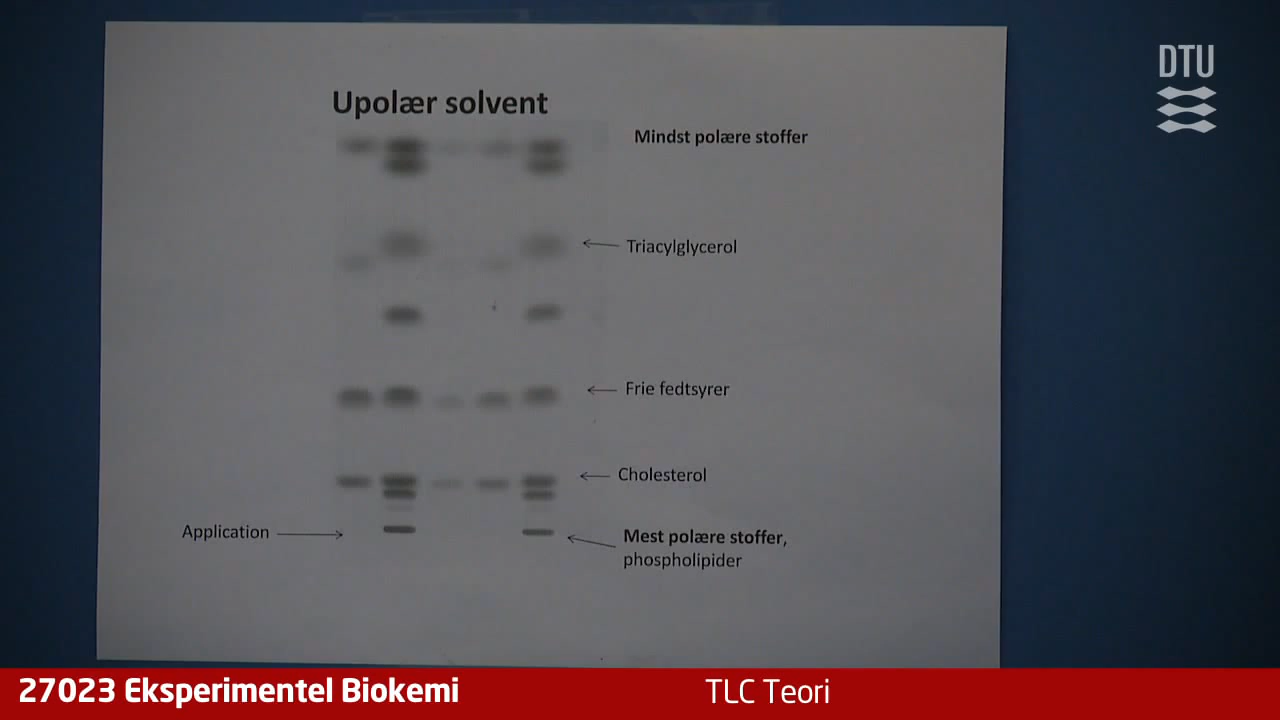 DTU
Upolær solvent
Mindst polære stoffer
Triacylglycerol
Frie fedtsyrer
Cholesterol
Application
Mest polære stoffer,
phospholipider
27023 Eksperimentel Biokemi
TLC Teori